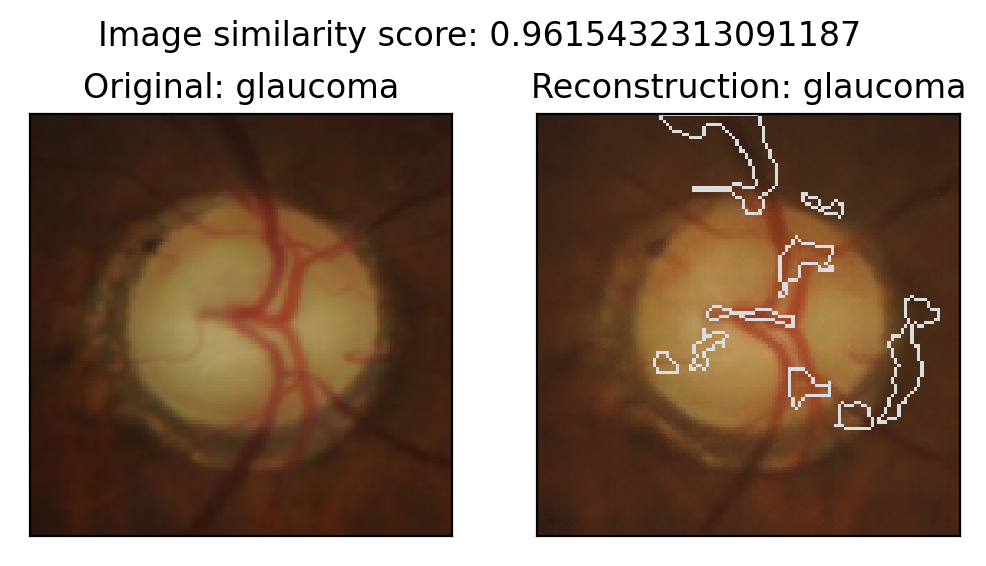 Image similarity score: 0.9615432313091187
Original: glaucoma
Reconstruction: glaucoma